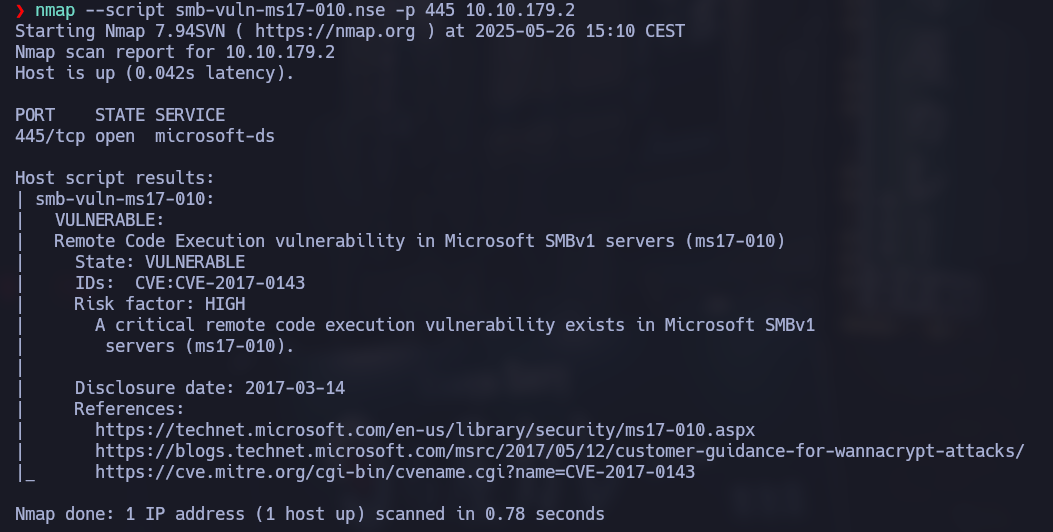 ❯ nmap --script smb-vuln-ms17-010.nse -p 445 10.10.179.2
Starting Nmap 7.94SVN ( https://nmap.org ) at 2025-05-26 15:10 CEST
Nmap scan report for 10.10.179.2
Host is up (0.042s latency).

PORT    STATE SERVICE
445/tcp open  microsoft-ds

Host script results:
| smb-vuln-ms17-010:
|   VULNERABLE:
|   Remote Code Execution vulnerability in Microsoft SMBv1 servers (ms17-010)
|     State: VULNERABLE
|     IDs:  CVE:CVE-2017-0143
|     Risk factor: HIGH
|       A critical remote code execution vulnerability exists in Microsoft SMBv1
|        servers (ms17-010).
|
|     Disclosure date: 2017-03-14
|     References:
|       https://technet.microsoft.com/en-us/library/security/ms17-010.aspx
|       https://blogs.technet.microsoft.com/msrc/2017/05/12/customer-guidance-for-wannacrypt-attacks/
|_      https://cve.mitre.org/cgi-bin/cvename.cgi?name=CVE-2017-0143

Nmap done: 1 IP address (1 host up) scanned in 0.78 seconds